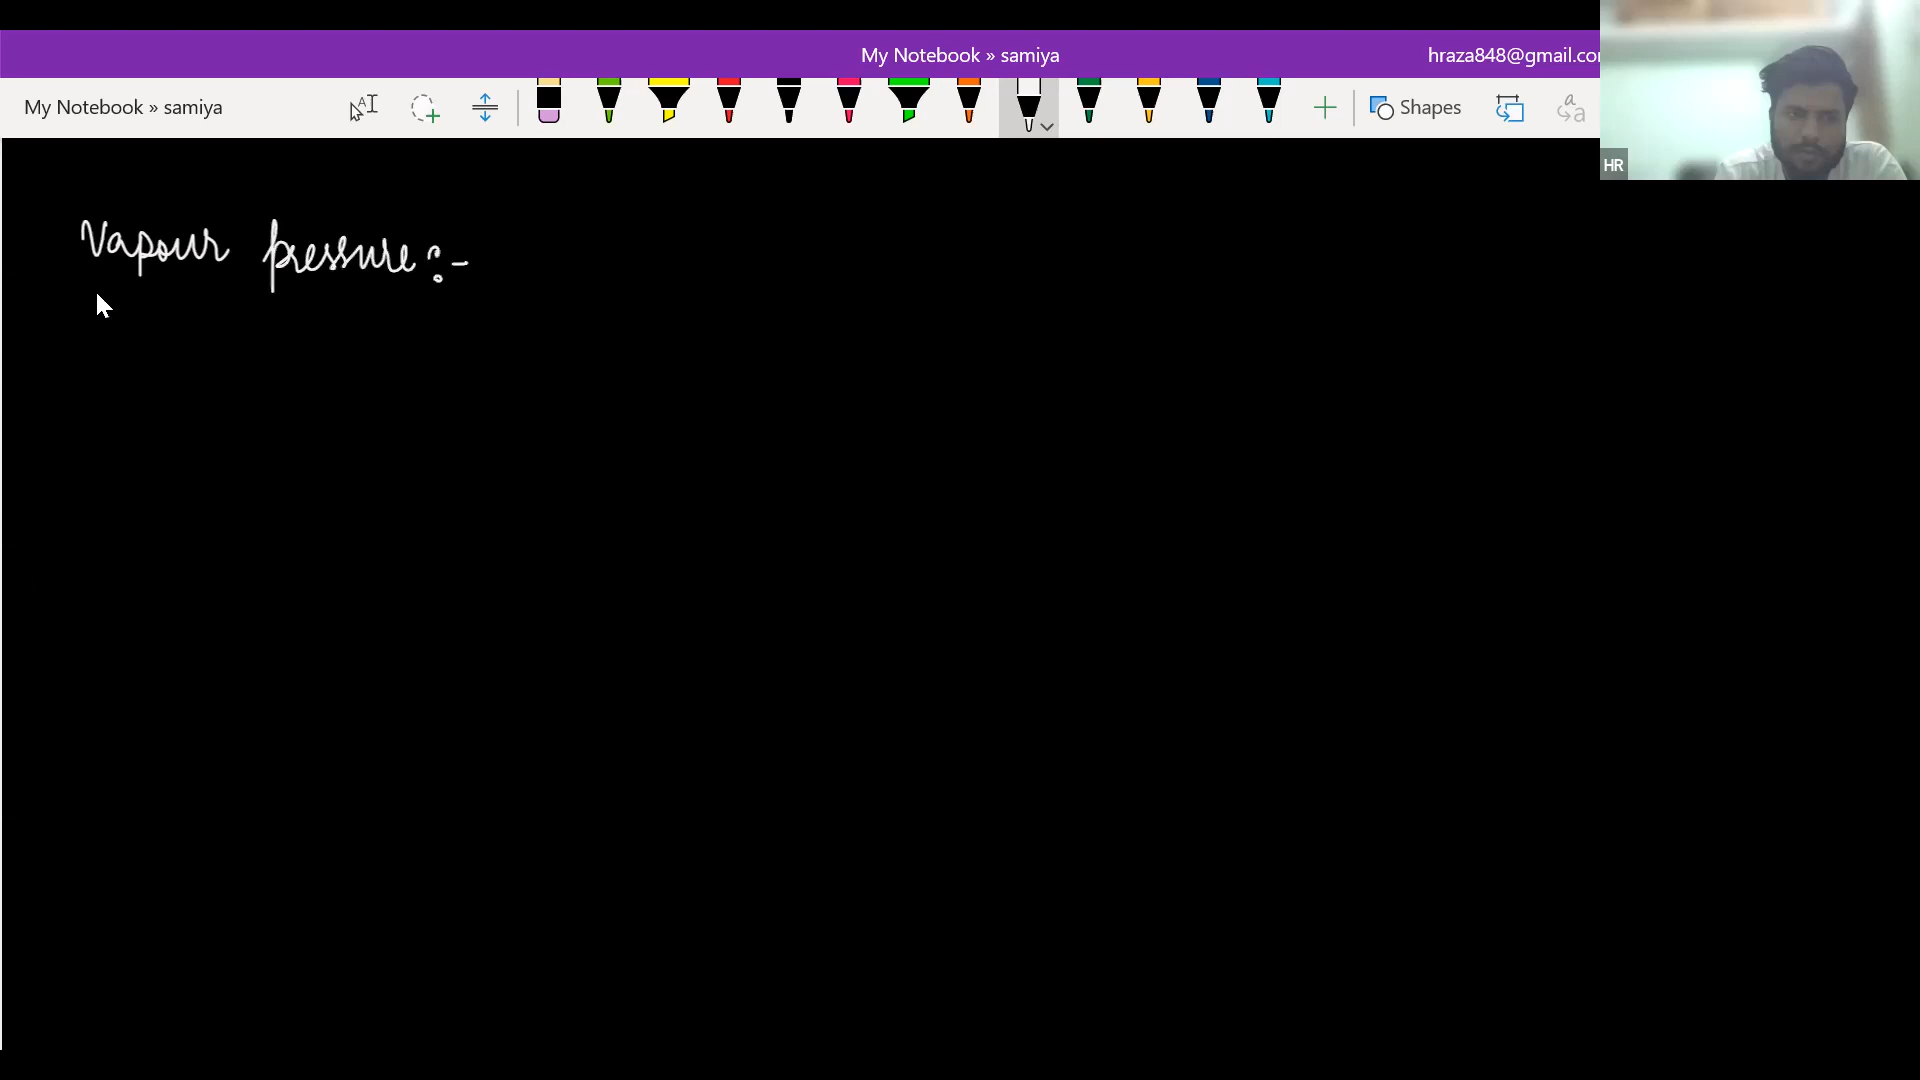 My Notebook » samiya
hraza848@gmail.co
My Notebook » samiya
Shapes
HR
Vapour pressure :-